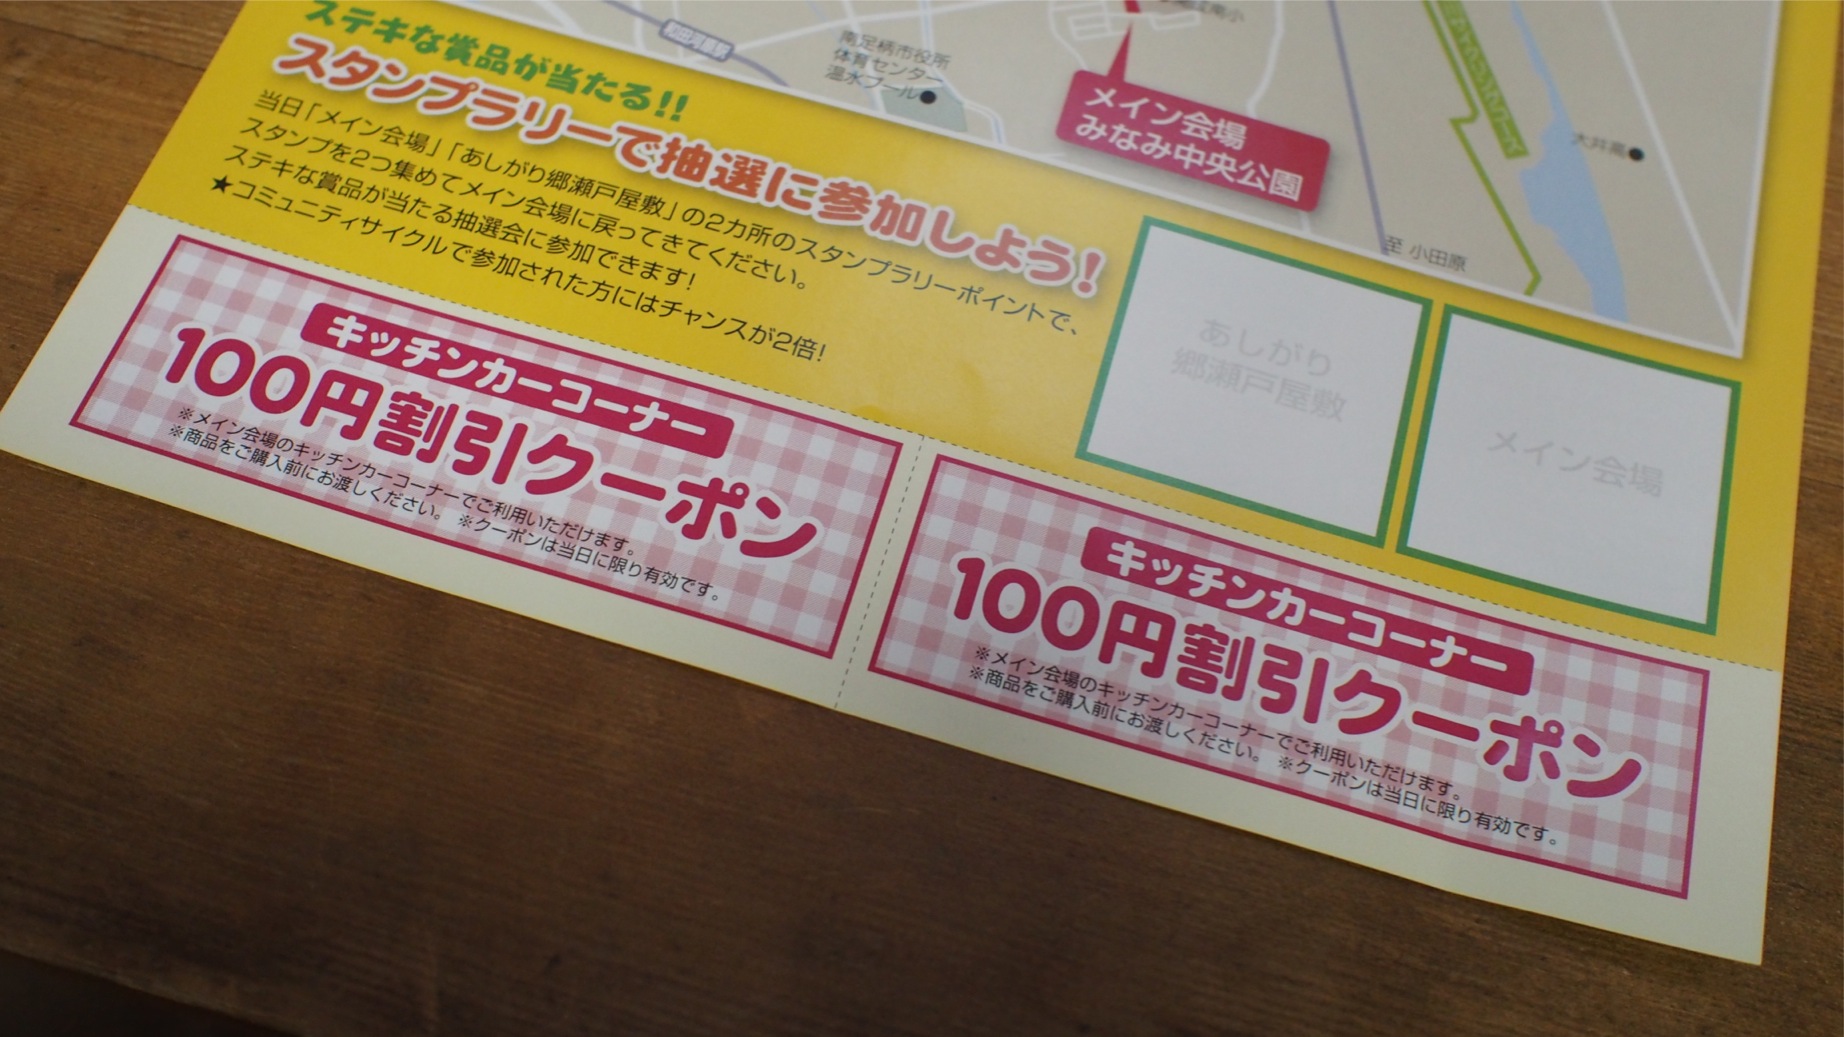 和田河原駅
南足柄市役所
体育センター
温水プール
メイン会場
みなみ中央公園
大井高
至 小田原
ステキな賞品が当たる!!
スタンプラリーで抽選に参加しよう!
当日「メイン会場」「あしがり郷瀬戸屋敷」の2カ所のスタンプラリーポイントで、
スタンプを2つ集めてメイン会場に戻ってきてください。
ステキな賞品が当たる抽選会に参加できます!
★コミュニティサイクルで参加された方にはチャンスが2倍!
あしがり
郷瀬戸屋敷
メイン会場
キッチンカーコーナー
100円割引クーポン
※メイン会場のキッチンカーコーナーでご利用いただけます。
※商品をご購入前にお渡しください。 ※クーポンは当日に限り有効です。
キッチンカーコーナー
100円割引クーポン
※メイン会場のキッチンカーコーナーでご利用いただけます。
※商品をご購入前にお渡しください。 ※クーポンは当日に限り有効です。